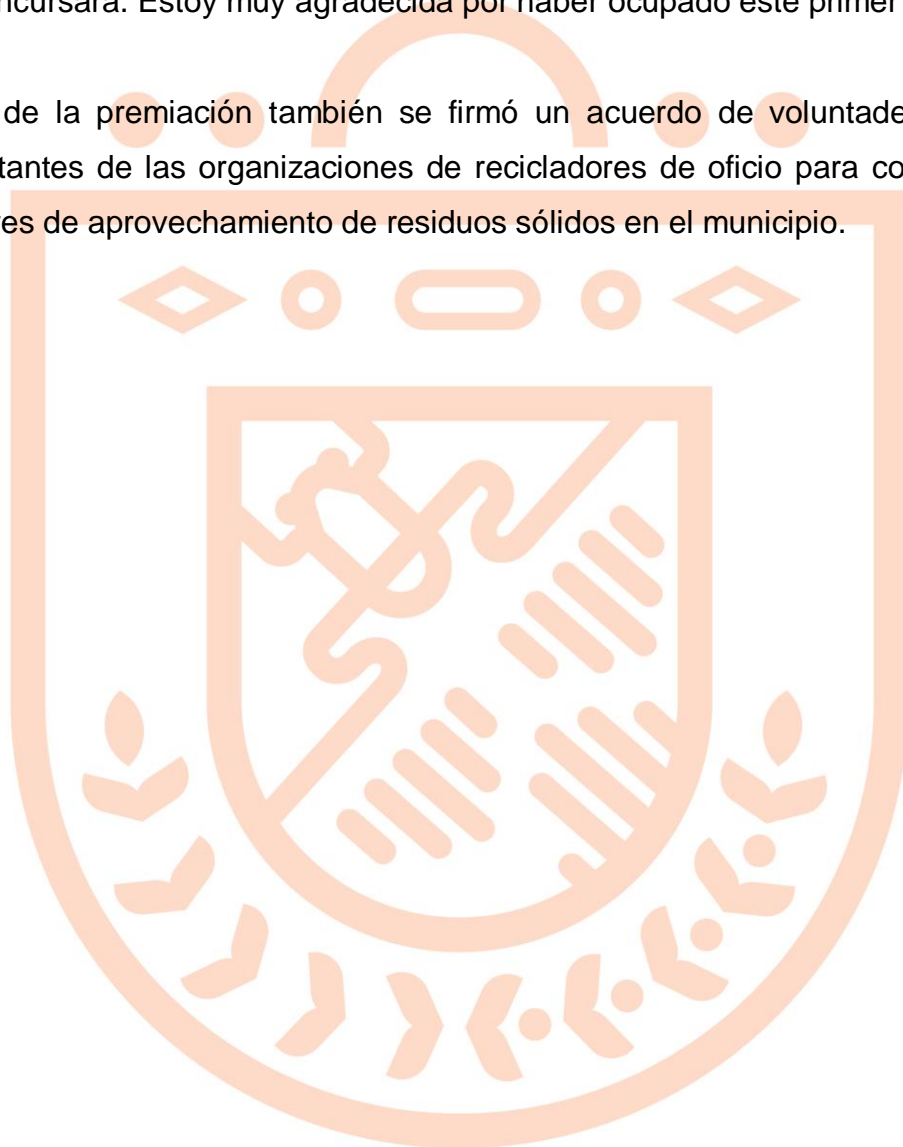 ncursara. Estoy muy agradecida por haber ocupado este primer
de la premiación también se firmó un acuerdo de voluntade
tantes de las organizaciones de recicladores de oficio para co
es de aprovechamiento de residuos sólidos en el municipio.